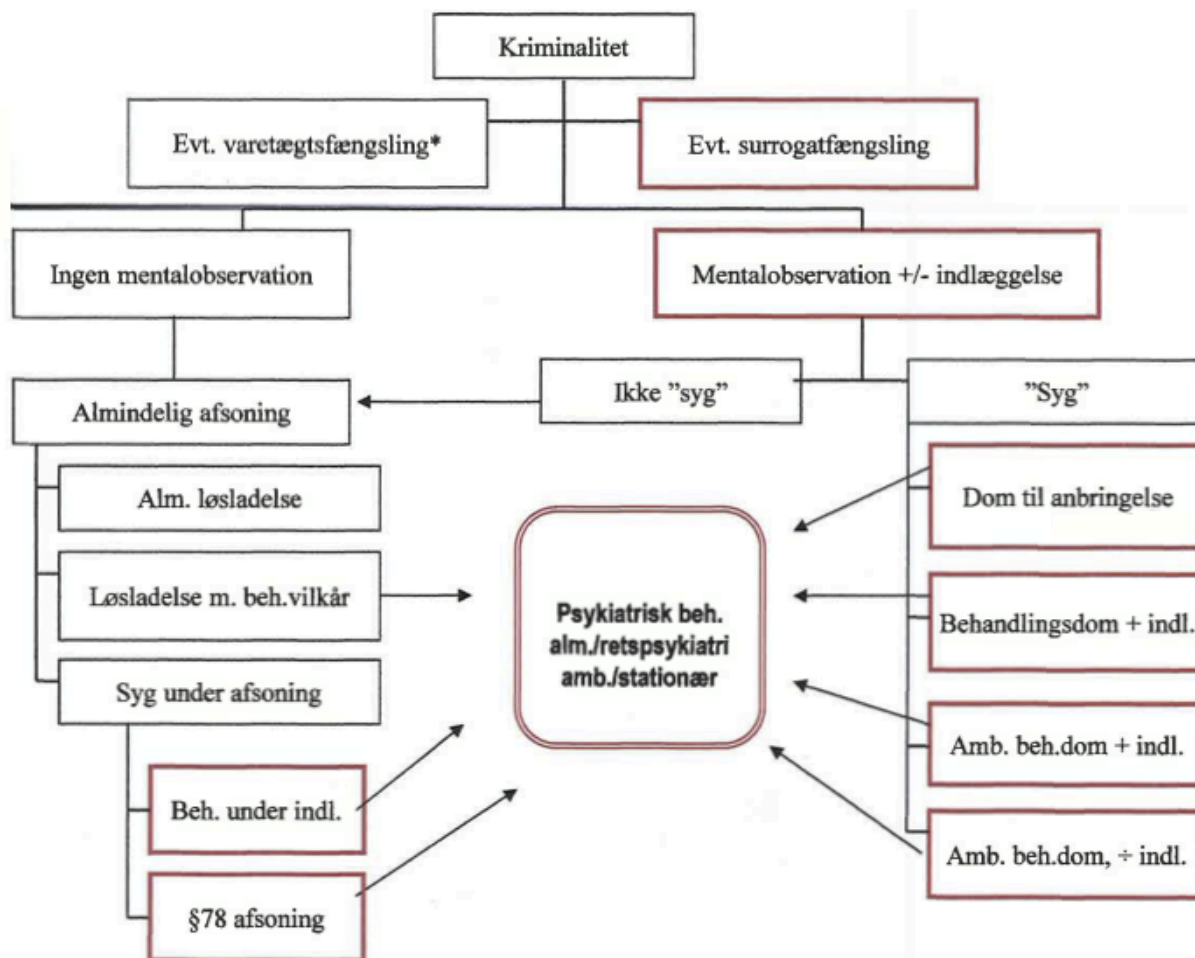 Kriminalitet
Evt. varetægtsfængsling*
Evt. surrogatfængsling
Ingen mentalobservation
Mentalobservation +/- indlæggelse
Almindelig afsoning
Ikke ”syg”
”Syg”
Alm. løsladelse
Løsladelse m. beh.vilkår
Syg under afsoning
Beh. under indl.
§78 afsoning
Psykiatrisk beh.
alm./retspsykiatri
amb./stationær
Dom til anbringelse
Behandlingsdom + indl.
Amb. beh.dom + indl.
Amb. beh.dom, ÷ indl.